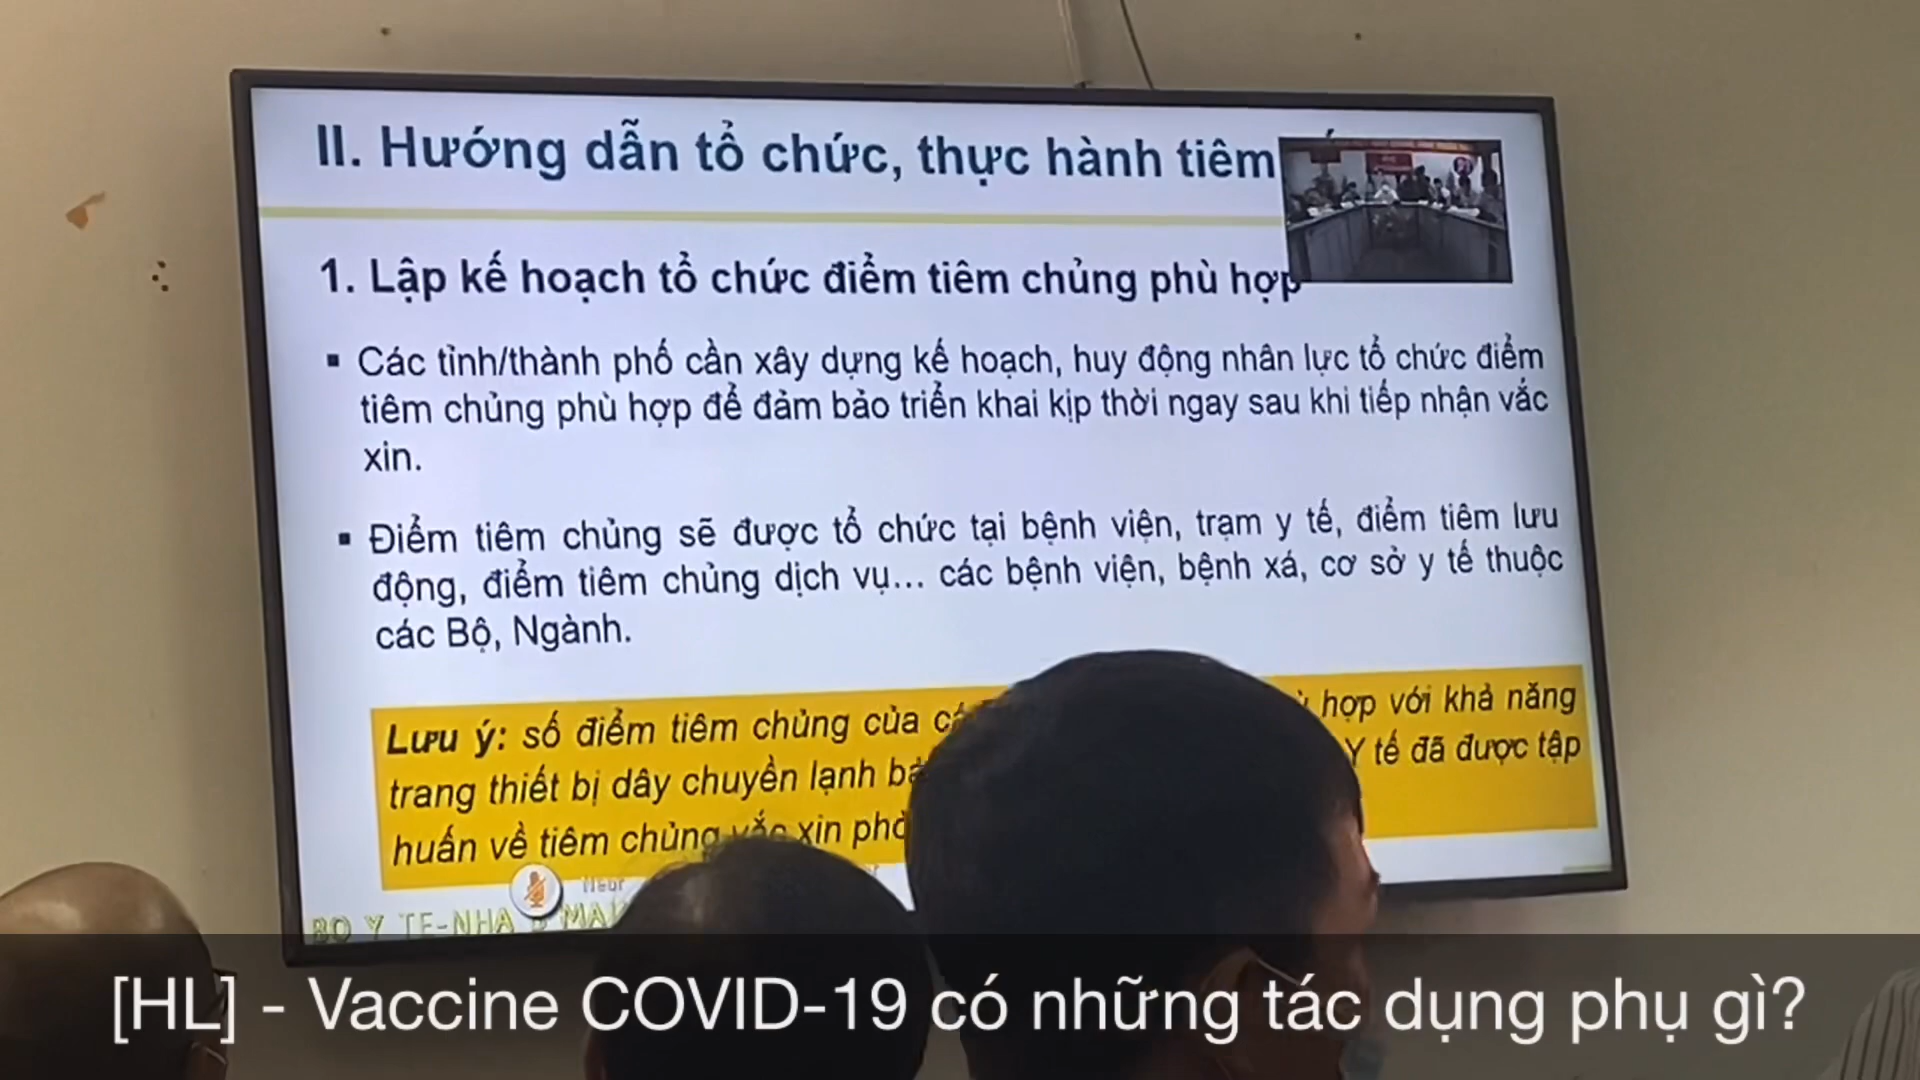 II. Hướng dẫn tổ chức, thực hành tiêm
1. Lập kế hoạch tổ chức điểm tiêm chủng phù hợp
▪ Các tỉnh/thành phố cần xây dựng kế hoạch, huy động nhân lực tổ chức điểm
tiêm chủng phù hợp để đảm bảo triển khai kịp thời ngay sau khi tiếp nhận vắc
xin.
▪ Điểm tiêm chủng sẽ được tổ chức tại bệnh viện, trạm y tế, điểm tiêm lưu
động, điểm tiêm chủng dịch vụ... các bệnh viện, bệnh xá, cơ sở y tế thuộc
các Bộ, Ngành.
Lưu ý: số điểm tiêm chủng của hợp với khả năng
trang thiết bị dây chuyền lạnh Y tế đã được tập
huấn về tiêm chủng vắc xin
BO Y TE-NHA
[HL] - Vaccine COVID-19 có những tác dụng phụ gì?